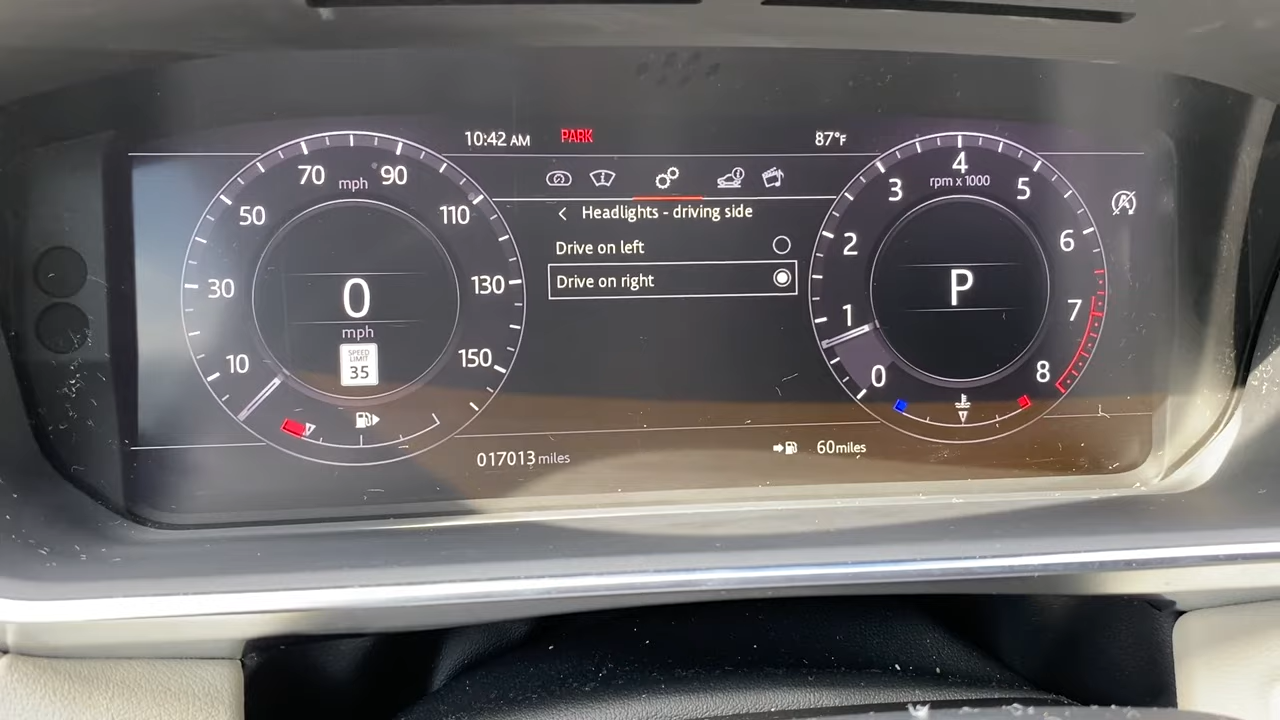 10:42 AM
PARK
87°F
70
mph
90
50
110
30
130
10
150
0
mph
SPEED
LIMIT
35
Headlights - driving side
Drive on left
Drive on right
4
rpm x 1000
3
5
2
6
1
7
0
8
P
017013 miles
60miles